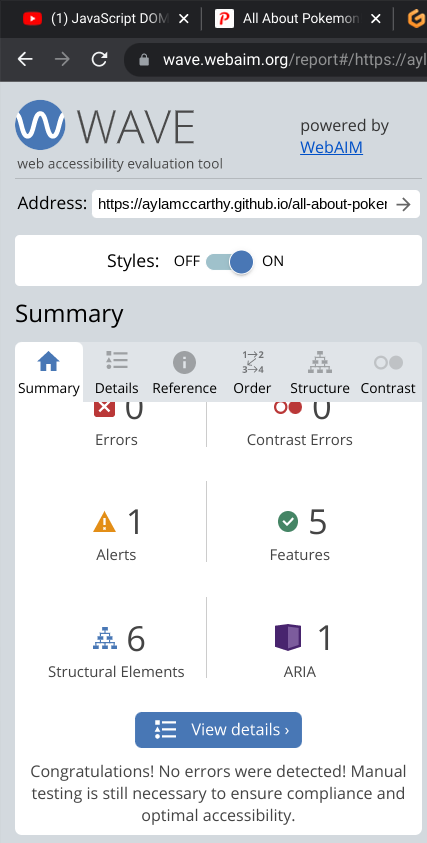 (1) JavaScript DOM
All About Pokemon
wave.webaim.org/report#/https://ayl
WAVE
web accessibility evaluation tool
powered by
WebAIM
Address: https://aylamccarthy.github.io/all-about-poker
Styles: OFF ON
Summary
1 2
3 4
Summary Details Reference Order Structure Contrast
0 0
Errors Contrast Errors
1 5
Alerts Features
6 1
Structural Elements ARIA
View details ›
Congratulations! No errors were detected! Manual
testing is still necessary to ensure compliance and
optimal accessibility.